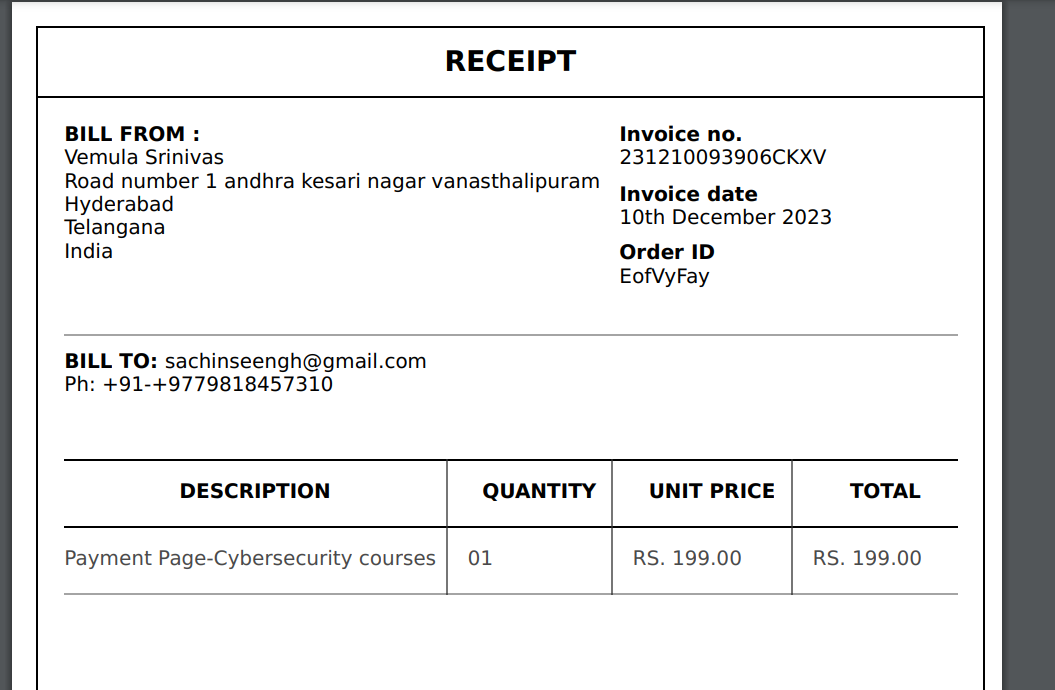 RECEIPT
BILL FROM :
Vemula Srinivas
Road number 1 andhra kesari nagar vanasthalipuram
Hyderabad
Telangana
India
Invoice no.
231210093906CKXV
Invoice date
10th December 2023
Order ID
EofVyFay
BILL TO: sachinseengh@gmail.com
Ph: +91-+9779818457310
DESCRIPTION QUANTITY UNIT PRICE TOTAL
Payment Page-Cybersecurity courses 01 RS. 199.00 RS. 199.00